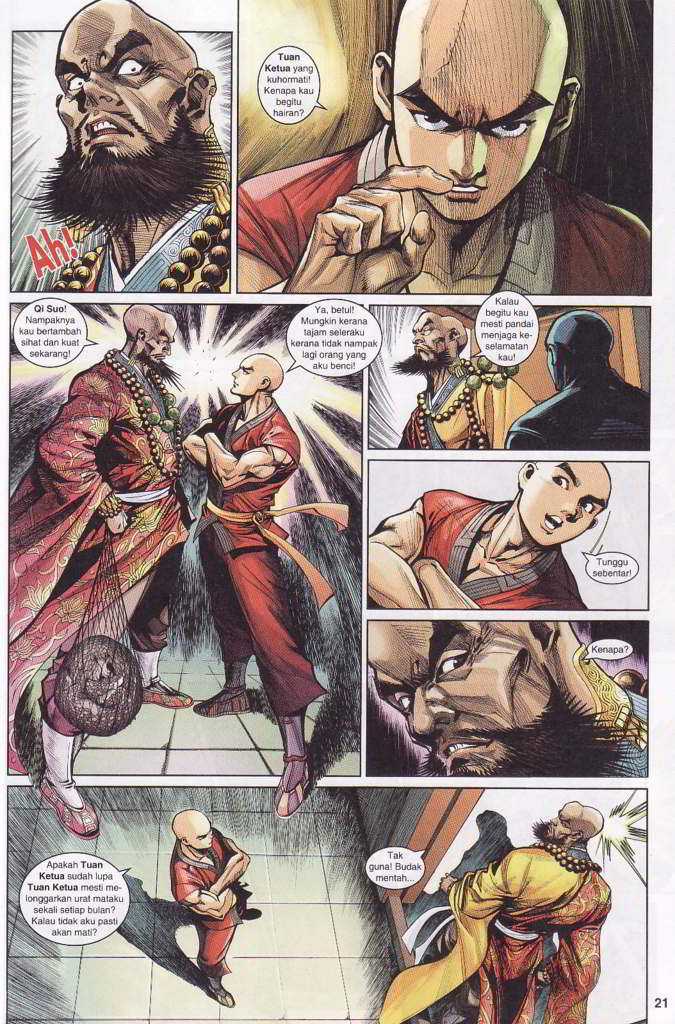 Tuan
Ketua yang
kuhormati!
Kenapa kau
begitu
hairan?
Ah!
Qi Suo!
Nampaknya
kau bertambah
sihat dan kuat
sekarang!
Ya, betul!
Mungkin kerana
tajam seleraku
kerana tidak nampak
lagi orang yang
aku benci!
Kalau
begitu kau
mesti pandai
menjaga ke-
selamatan
kau!
Tunggu
sebentar!
Kenapa?
Apakah Tuan
Ketua sudah lupa
Tuan Ketua mesti me-
longgarkan urat mataku
sekali setiap bulan?
Kalau tidak aku pasti
akan mati?
Tak
guna! Budak
mentah...
21